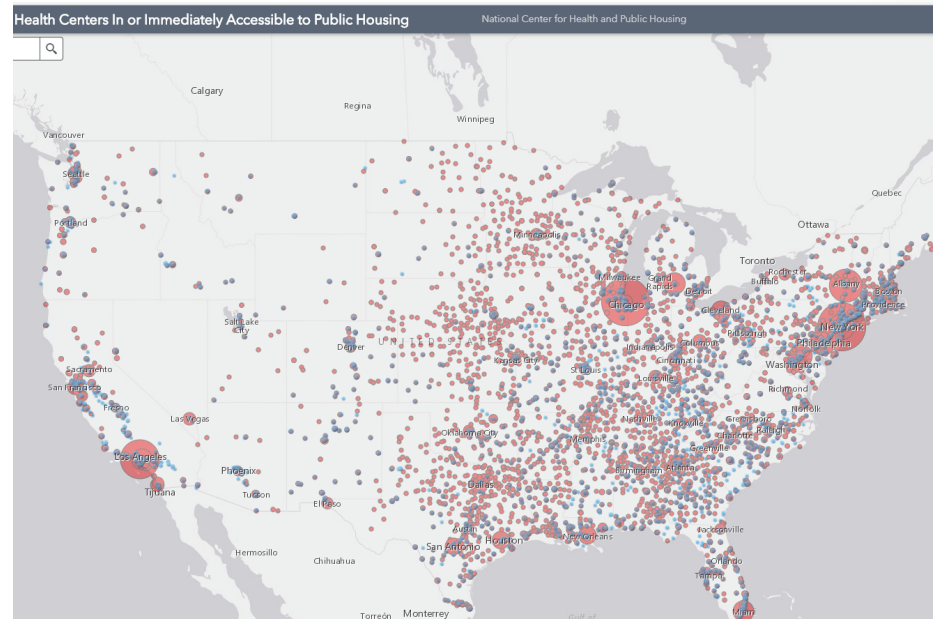 Health Centers In or Immediately Accessible to Public Housing
National Center for Health and Public Housing
Calgary
Regina
Winnipeg
Vancouver
Seattle
Quebec
Portland
Ottawa
Minneapolis
Toronto
Rochester
Buffalo
Milwaukee
Grand
Rapids
Detroit
Albany
Boston
Providence
Chicago
Cleveland
Salt Lake
City
New York
Denver
UNITED STATES
Pittsburgh
Philadelphia
Indianapolis
Columbus
Kansas City
Cincinnati
Washington
Sacramento
St Louis
Louisville
San Francisco
Richmond
Fresno
Norfolk
Las Vegas
Nashville
Knoxville
Greensboro
Raleigh
Oklahoma City
Memphis
Charlotte
Greenville
Los Angeles
Phoenix
Birmingham
Atlanta
Dallas
Tijuana
Tucson
El Paso
Austin
Jacksonville
Houston
New Orleans
San Antonio
Hermosillo
Chihuahua
Orlando
Tampa
Miami
Torreón
Monterrey
Gulf of